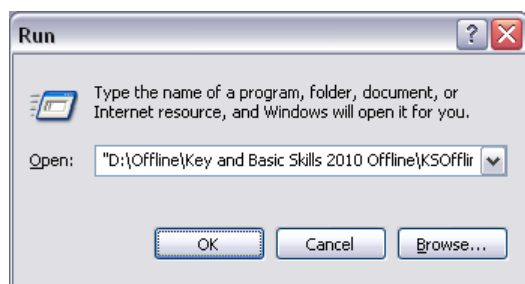 Run
Type the name of a program, folder, document, or
Internet resource, and Windows will open it for you.
Open: "D:\Offline\Key and Basic Skills 2010 Offline\KSOfflin
OK Cancel Browse...